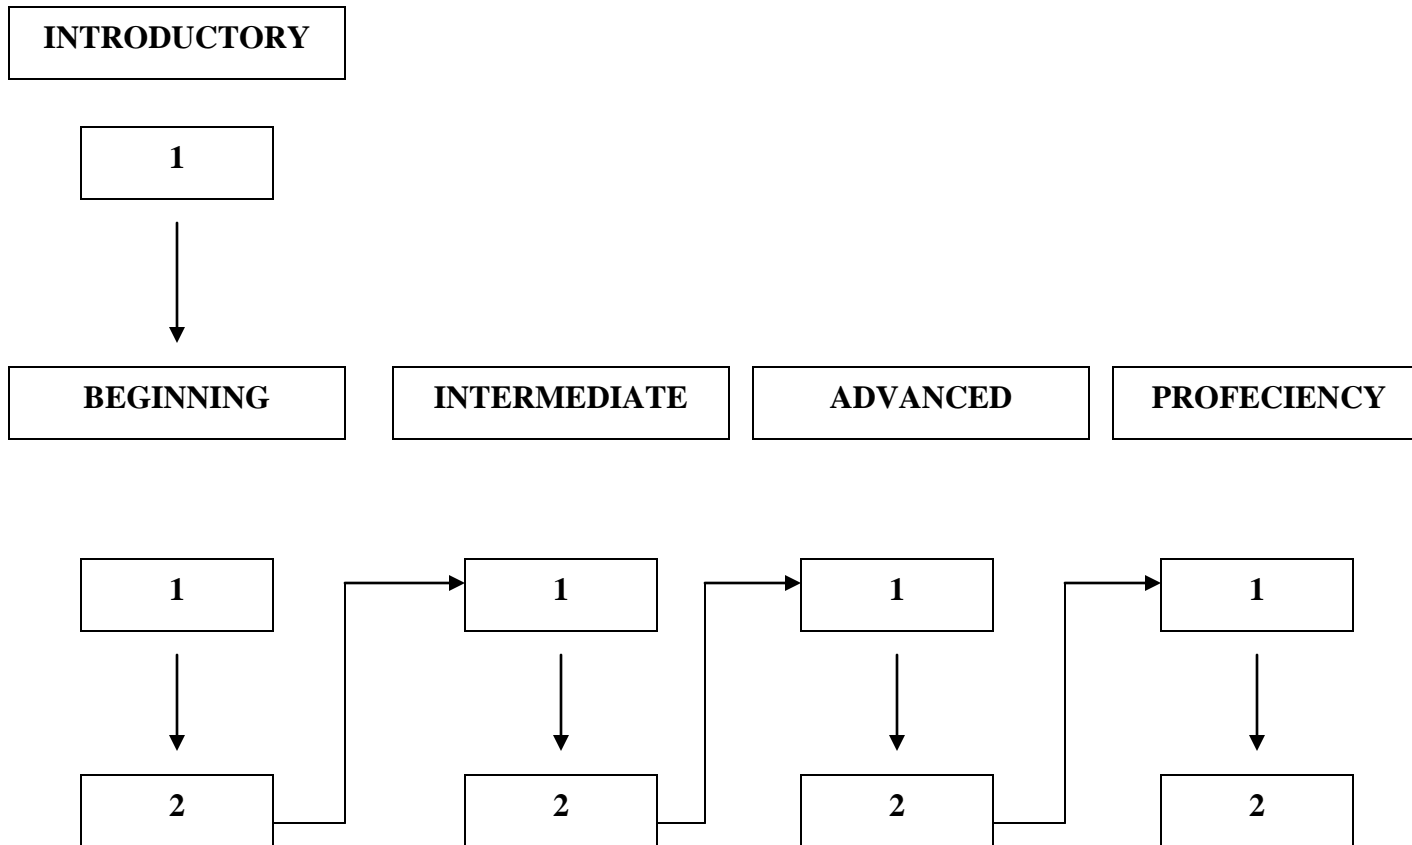 INTRODUCTORY
1
BEGINNING
INTERMEDIATE
ADVANCED
PROFECIENCY
1
1
1
1
2
2
2
2